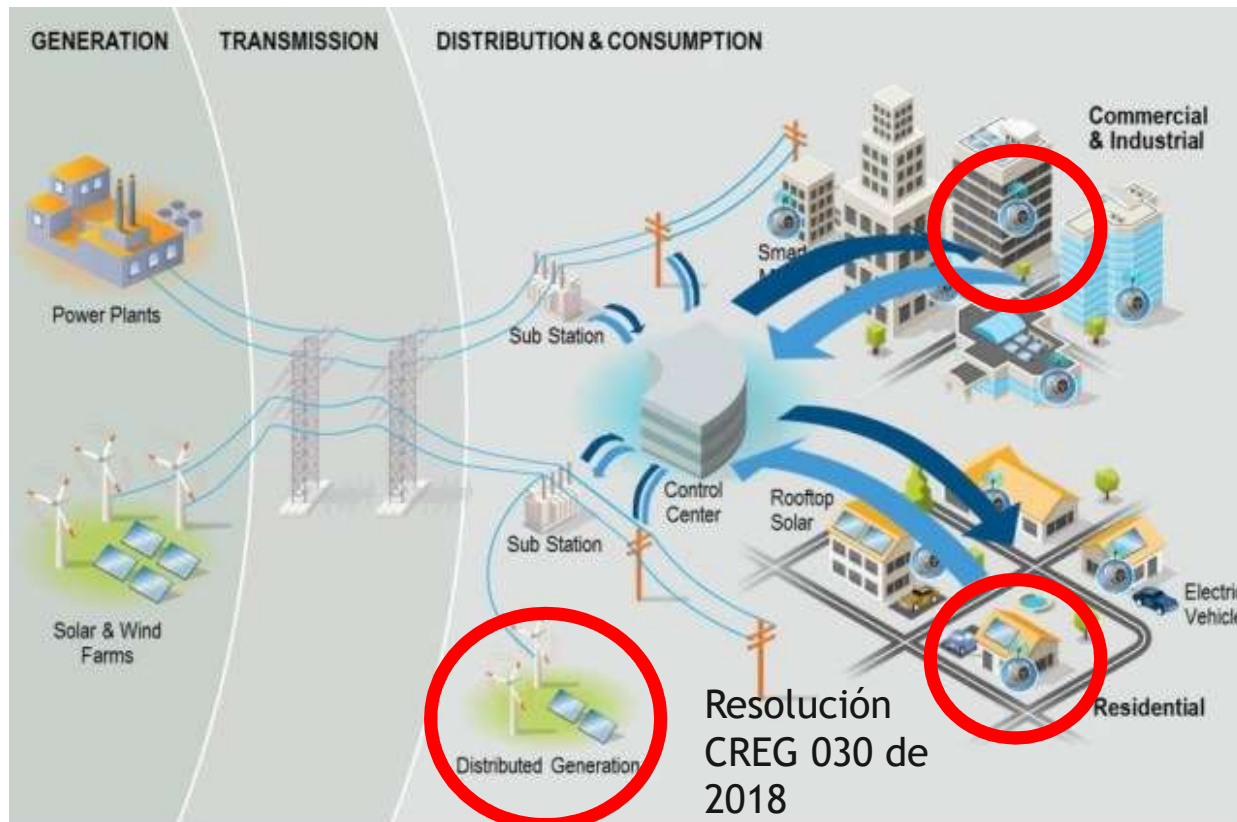 GENERATION
TRANSMISSION
DISTRIBUTION & CONSUMPTION
Commercial
& Industrial
Power Plants
Sub Station
Control
Center
Rooftop
Solar
Sub Station
Solar & Wind
Farms
Distributed Generation
Resolución
CREG 030 de
2018
Residential